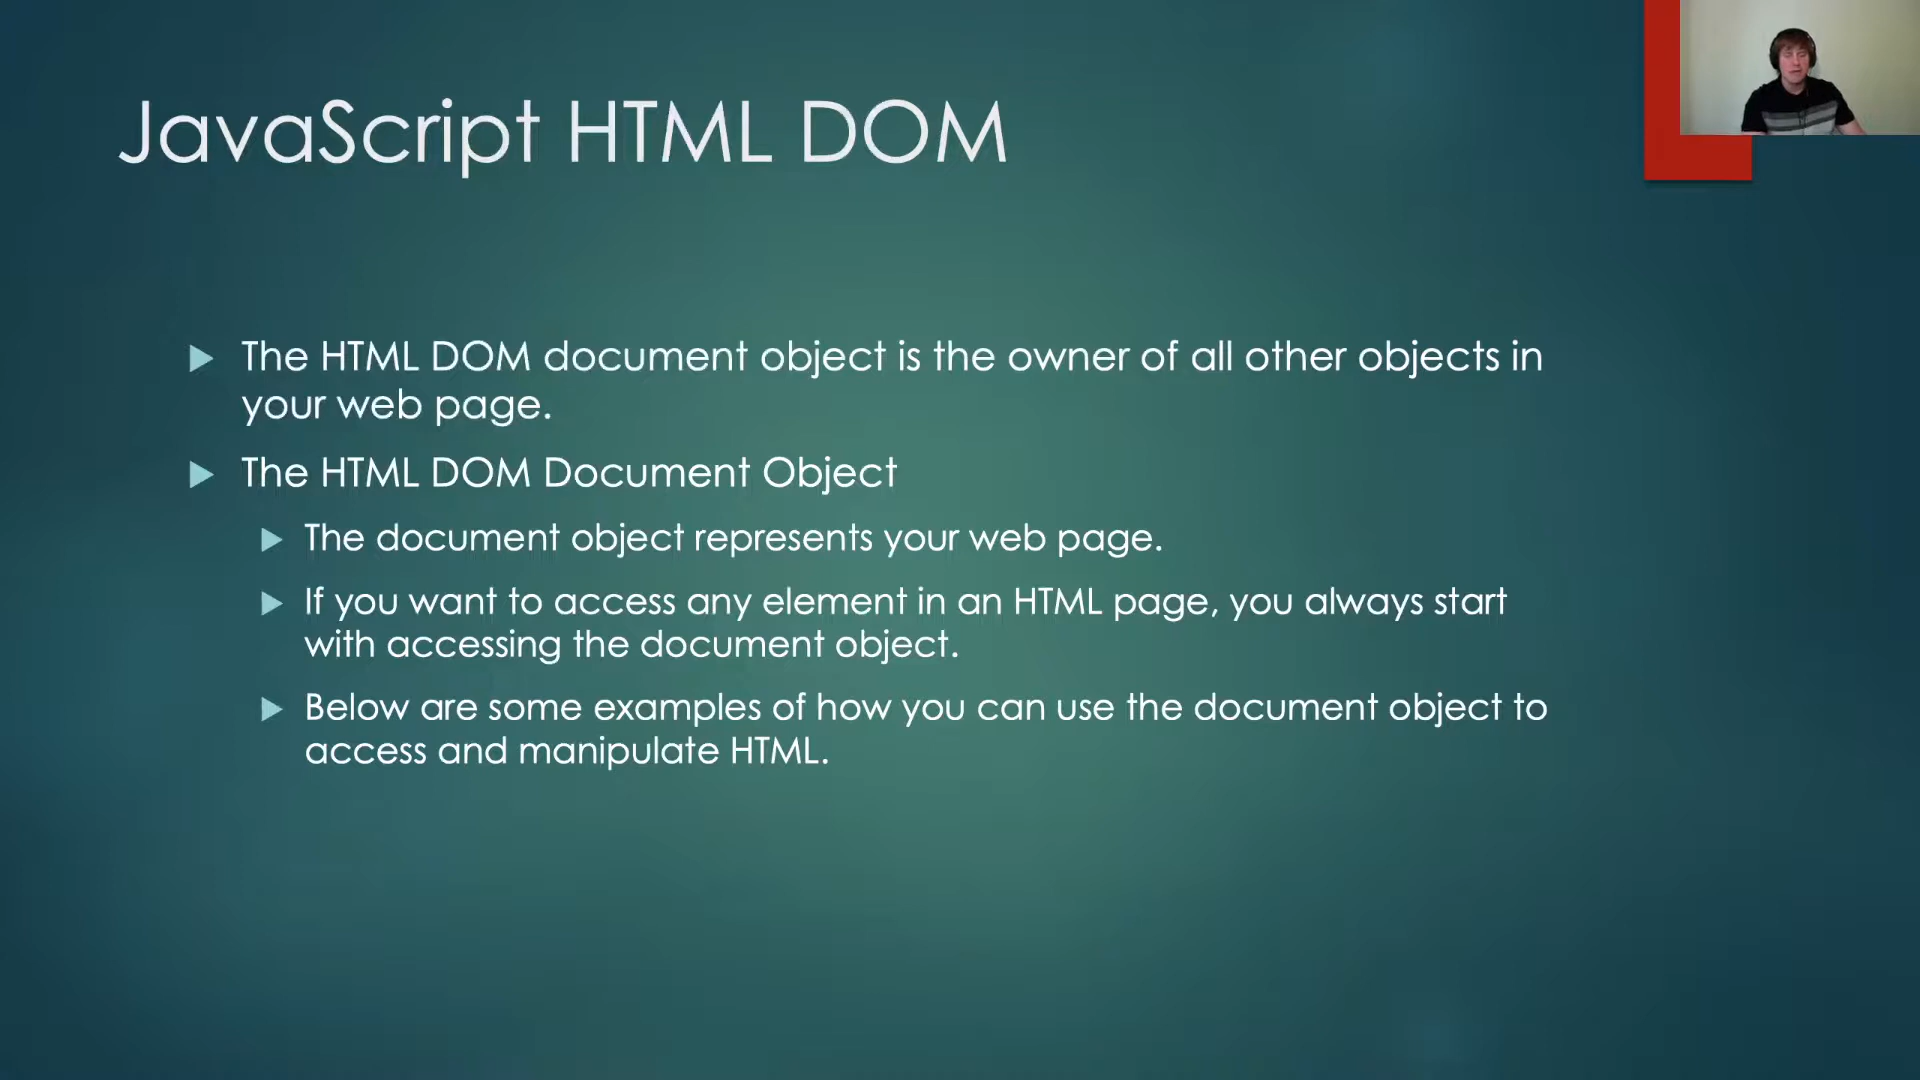 JavaScript HTML DOM
The HTML DOM document object is the owner of all other objects in
your web page.
The HTML DOM Document Object
The document object represents your web page.
If you want to access any element in an HTML page, you always start
with accessing the document object.
Below are some examples of how you can use the document object to
access and manipulate HTML.